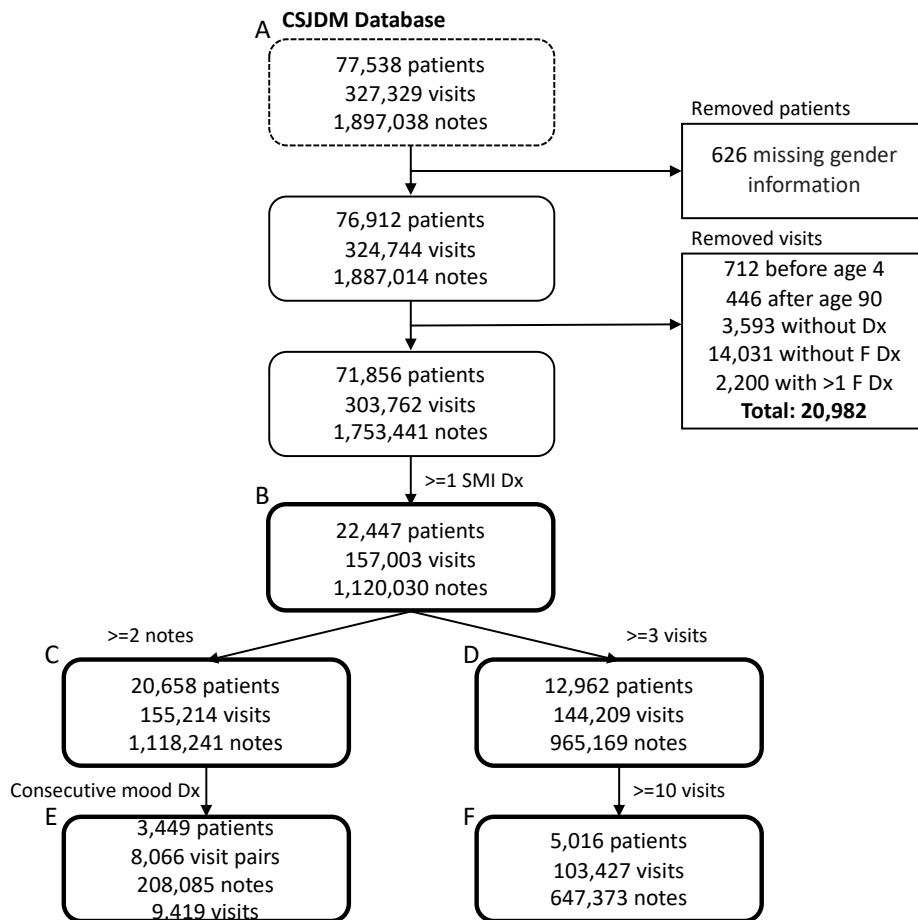 CSJDM Database
A
77,538 patients
327,329 visits
1,897,038 notes
Removed patients
626 missing gender
information
76,912 patients
324,744 visits
1,887,014 notes
Removed visits
712 before age 4
446 after age 90
3,593 without Dx
14,031 without F Dx
2,200 with >1 F Dx
Total: 20,982
71,856 patients
303,762 visits
1,753,441 notes
>=1 SMI Dx
B
22,447 patients
157,003 visits
1,120,030 notes
>=2 notes
>=3 visits
C
20,658 patients
155,214 visits
1,118,241 notes
D
12,962 patients
144,209 visits
965,169 notes
Consecutive mood Dx
>=10 visits
E
3,449 patients
8,066 visit pairs
208,085 notes
9,419 visits
F
5,016 patients
103,427 visits
647,373 notes